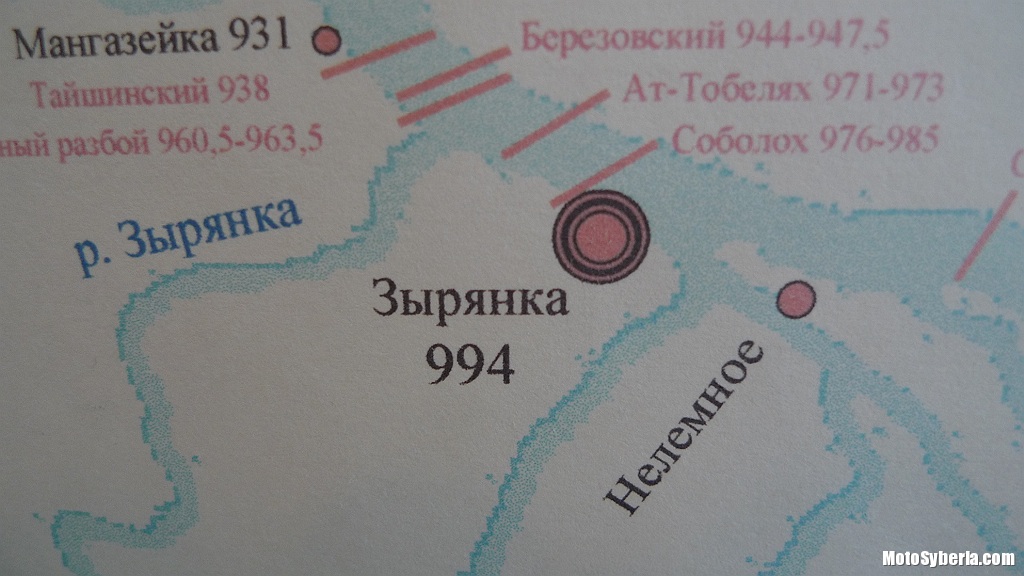 Мангазейка 931
Березовский 944-947,5
Тайшинский 938
Ат-Тобелях 971-973
разбой 960,5-963,5
Соболох 976-985
р. Зырянка
Зырянка
994
Нелемное
MotoSyberia.com